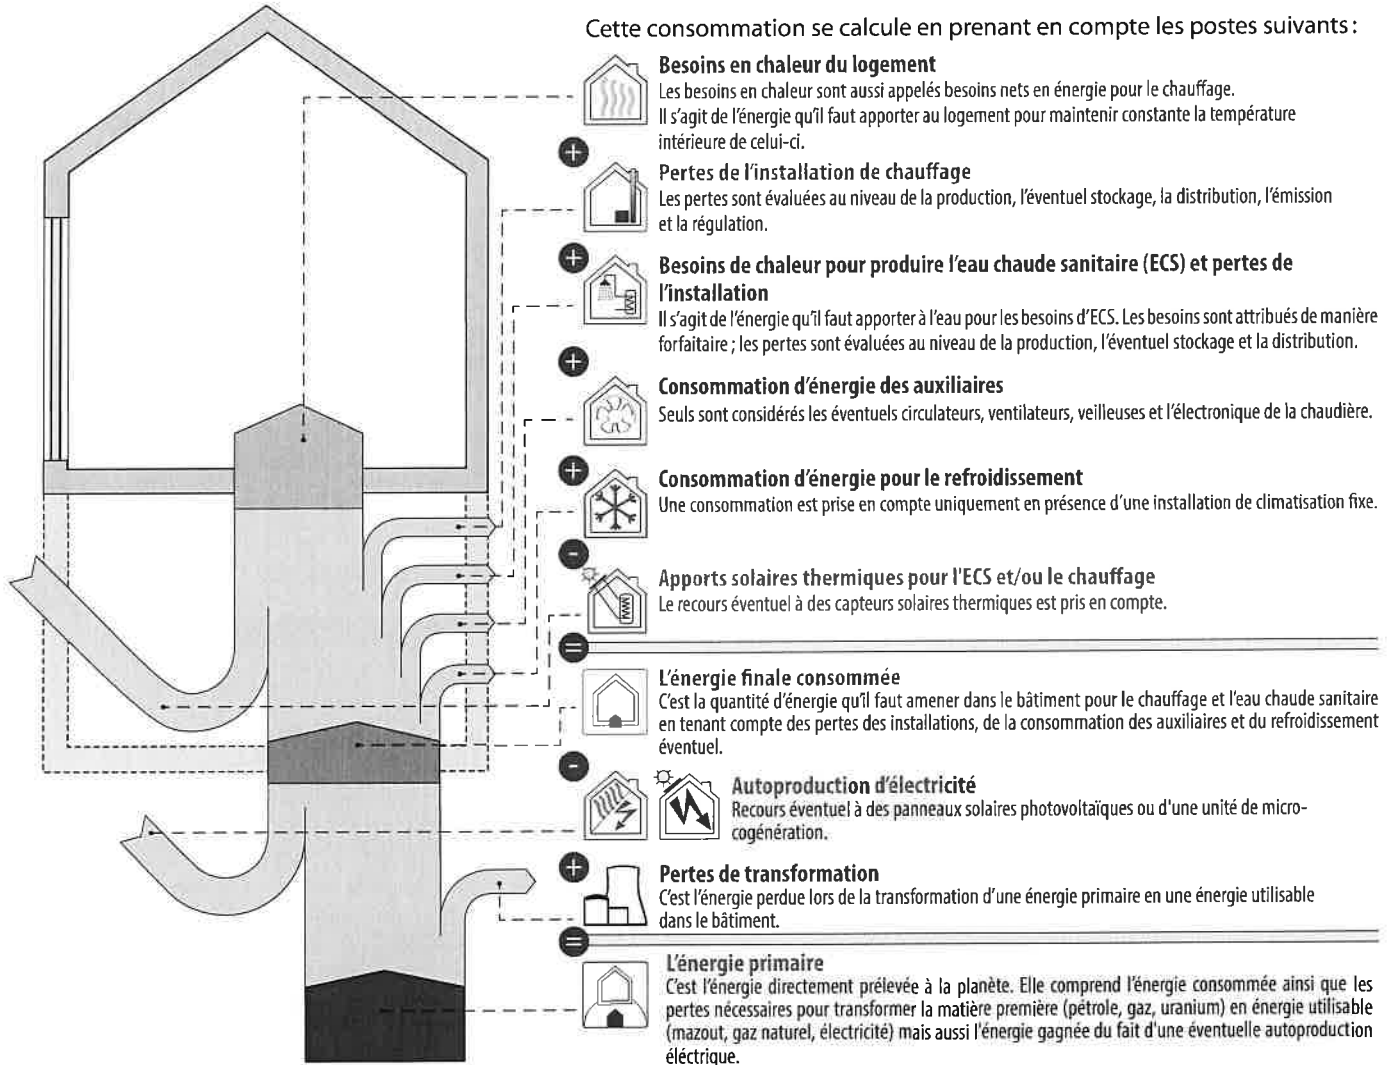 Cette consommation se calcule en prenant en compte les postes suivants :
Besoins en chaleur du logement
Les besoins en chaleur sont aussi appelés besoins nets en énergie pour le chauffage.
Il s'agit de l'énergie qu'il faut apporter au logement pour maintenir constante la température
intérieure de celui-ci.
+
Pertes de l'installation de chauffage
Les pertes sont évaluées au niveau de la production, l'éventuel stockage, la distribution, l'émission
et la régulation.
+
Besoins de chaleur pour produire l'eau chaude sanitaire (ECS) et pertes de
l'installation
Il s'agit de l'énergie qu'il faut apporter à l'eau pour les besoins d'ECS. Les besoins sont attribués de manière
forfaitaire ; les pertes sont évaluées au niveau de la production, l'éventuel stockage et la distribution.
+
Consommation d'énergie des auxiliaires
Seuls sont considérés les éventuels circulateurs, ventilateurs, veilleuses et l'électronique de la chaudière.
+
Consommation d'énergie pour le refroidissement
Une consommation est prise en compte uniquement en présence d'une installation de climatisation fixe.
-
Apports solaires thermiques pour l'ECS et/ou le chauffage
Le recours éventuel à des capteurs solaires thermiques est pris en compte.
=
L'énergie finale consommée
C'est la quantité d'énergie qu'il faut amener dans le bâtiment pour le chauffage et l'eau chaude sanitaire
en tenant compte des pertes des installations, de la consommation des auxiliaires et du refroidissement
éventuel.
-
Autoproduction d'électricité
Recours éventuel à des panneaux solaires photovoltaïques ou d'une unité de micro-
cogénération.
+
Pertes de transformation
C'est l'énergie perdue lors de la transformation d'une énergie primaire en une énergie utilisable
dans le bâtiment.
=
L'énergie primaire
C'est l'énergie directement prélevée à la planète. Elle comprend l'énergie consommée ainsi que les
pertes nécessaires pour transformer la matière première (pétrole, gaz, uranium) en énergie utilisable
(mazout, gaz naturel, électricité) mais aussi l'énergie gagnée du fait d'une éventuelle autoproduction
éléctrique.